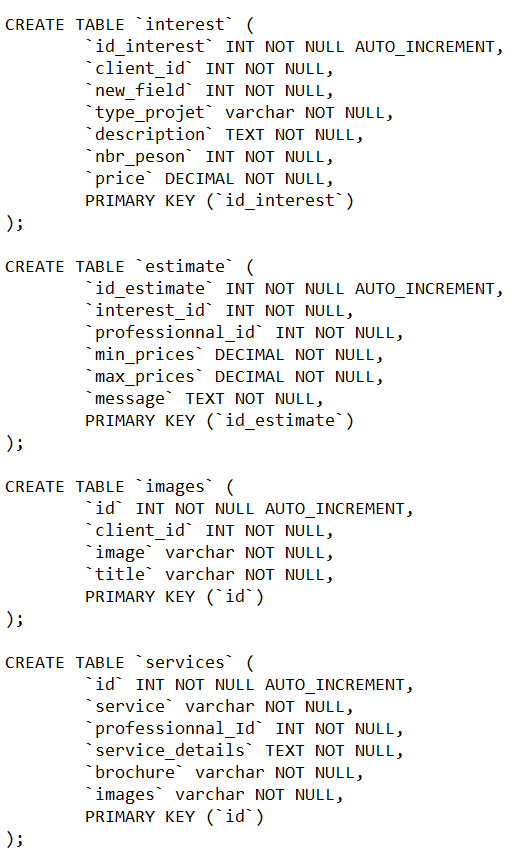 CREATE TABLE `interest` (
	`id_interest` INT NOT NULL AUTO_INCREMENT,
	`client_id` INT NOT NULL,
	`new_field` INT NOT NULL,
	`type_projet` varchar NOT NULL,
	`description` TEXT NOT NULL,
	`nbr_peson` INT NOT NULL,
	`price` DECIMAL NOT NULL,
	PRIMARY KEY (`id_interest`)
);

CREATE TABLE `estimate` (
	`id_estimate` INT NOT NULL AUTO_INCREMENT,
	`interest_id` INT NOT NULL,
	`professionnal_id` INT NOT NULL,
	`min_prices` DECIMAL NOT NULL,
	`max_prices` DECIMAL NOT NULL,
	`message` TEXT NOT NULL,
	PRIMARY KEY (`id_estimate`)
);

CREATE TABLE `images` (
	`id` INT NOT NULL AUTO_INCREMENT,
	`client_id` INT NOT NULL,
	`image` varchar NOT NULL,
	`title` varchar NOT NULL,
	PRIMARY KEY (`id`)
);

CREATE TABLE `services` (
	`id` INT NOT NULL AUTO_INCREMENT,
	`service` varchar NOT NULL,
	`professionnal_Id` INT NOT NULL,
	`service_details` TEXT NOT NULL,
	`brochure` varchar NOT NULL,
	`images` varchar NOT NULL,
	PRIMARY KEY (`id`)
);